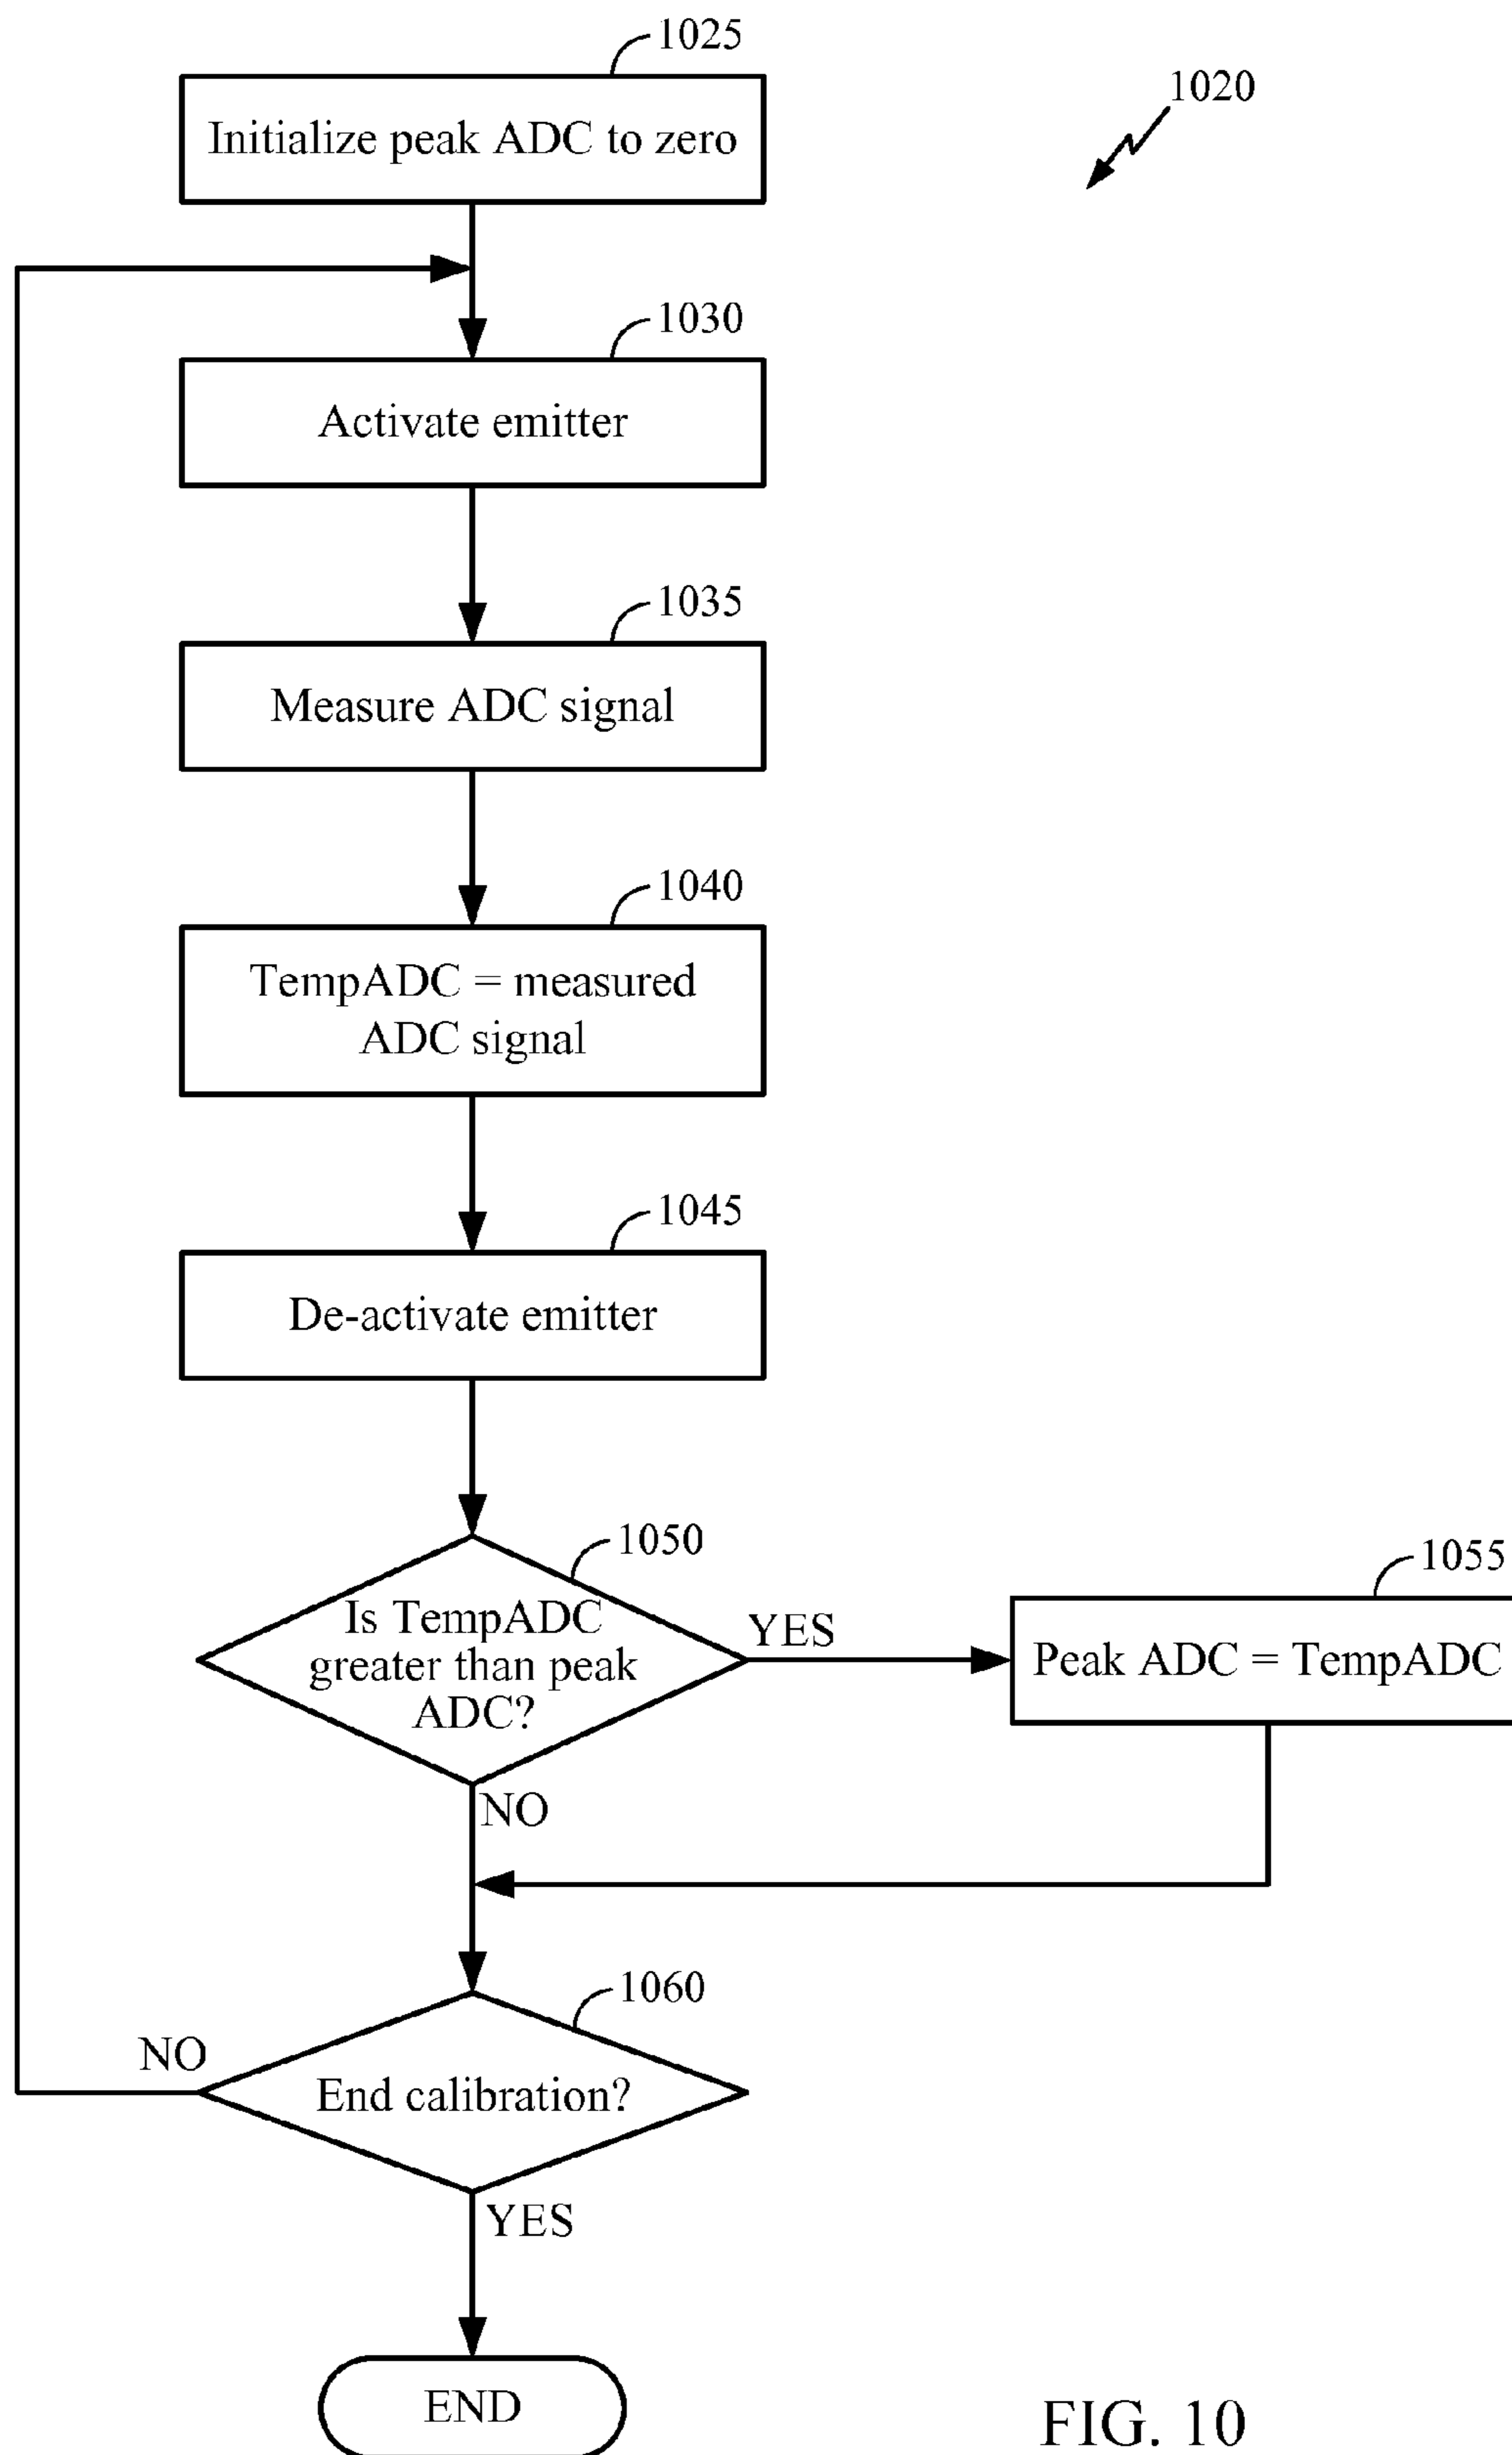 1025
1020
Initialize peak ADC to zero
1030
Activate emitter
1035
Measure ADC signal
1040
TempADC = measured
ADC signal
1045
De-activate emitter
1050
1055
Is TempADC
greater than peak
ADC?
YES
Peak ADC = TempADC
NO
1060
NO
End calibration?
YES
END
FIG. 10